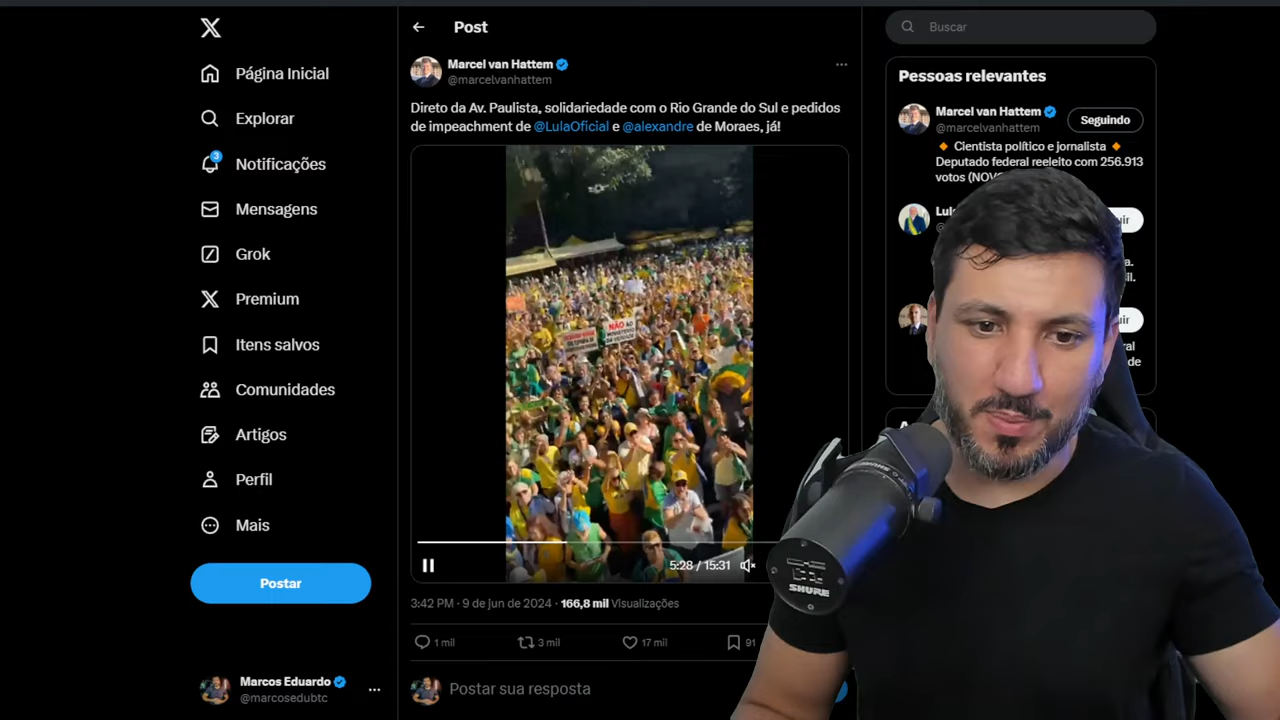 Página Inicial
Explorar
3
Notificações
Mensagens
Grok
Premium
Itens salvos
Comunidades
Artigos
Perfil
Mais
Postar
Marcos Eduardo
@marcosedubtc
Post
Marcel van Hattem
@marcelvanhattem
Direto da Av. Paulista, solidariedade com o Rio Grande do Sul e pedidos
de impeachment de @LulaOficial e @alexandre de Moraes, já!
NÃO AO
5:28 / 15:31
3:42 PM · 9 de jun de 2024 · 166,8 mil Visualizações
1 mil
3 mil
17 mil
91
Postar sua resposta
Buscar
Pessoas relevantes
Marcel van Hattem
@marcelvanhattem
Seguindo
Cientista político e jornalista
Deputado federal reeleito com 256.913
votos (NOVO
SHURE